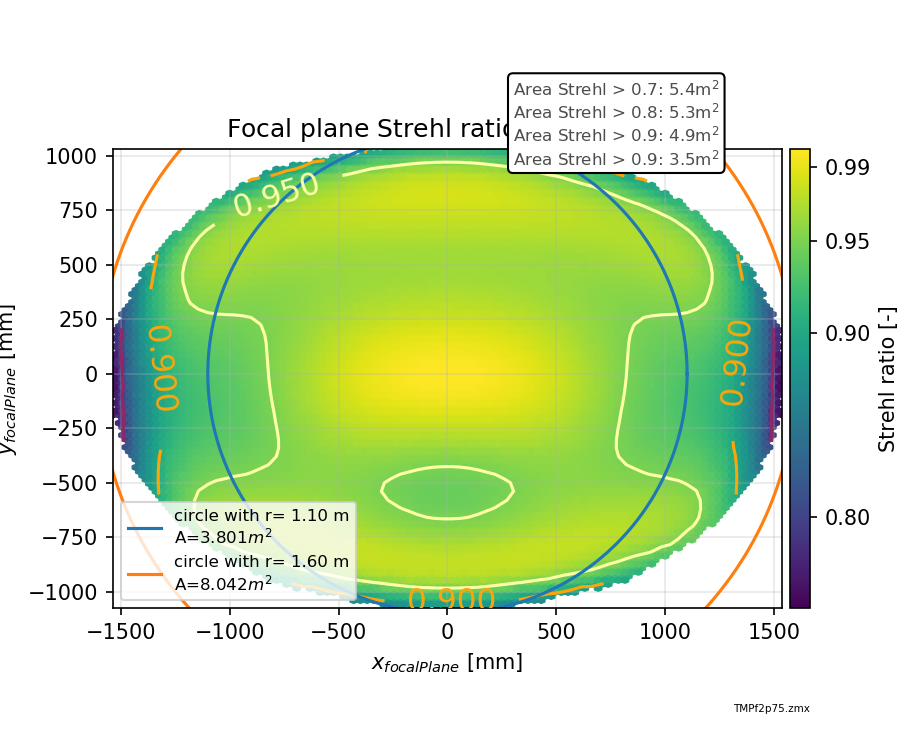 Area Strehl > 0.7: 5.4m²
Area Strehl > 0.8: 5.3m²
Area Strehl > 0.9: 4.9m²
Area Strehl > 0.9: 3.5m²
Focal plane Strehl
1000
750
500
250
0
−250
−500
−750
−1000
y_focalPlane [mm]
0.950
0.900
0.900
0.900
circle with r= 1.10 m
A=3.801m²
circle with r= 1.60 m
A=8.042m²
−1500
−1000
−500
0
500
1000
1500
x_focalPlane [mm]
0.99
0.95
0.90
0.80
Strehl ratio [-]
TMPf2p75.zmx